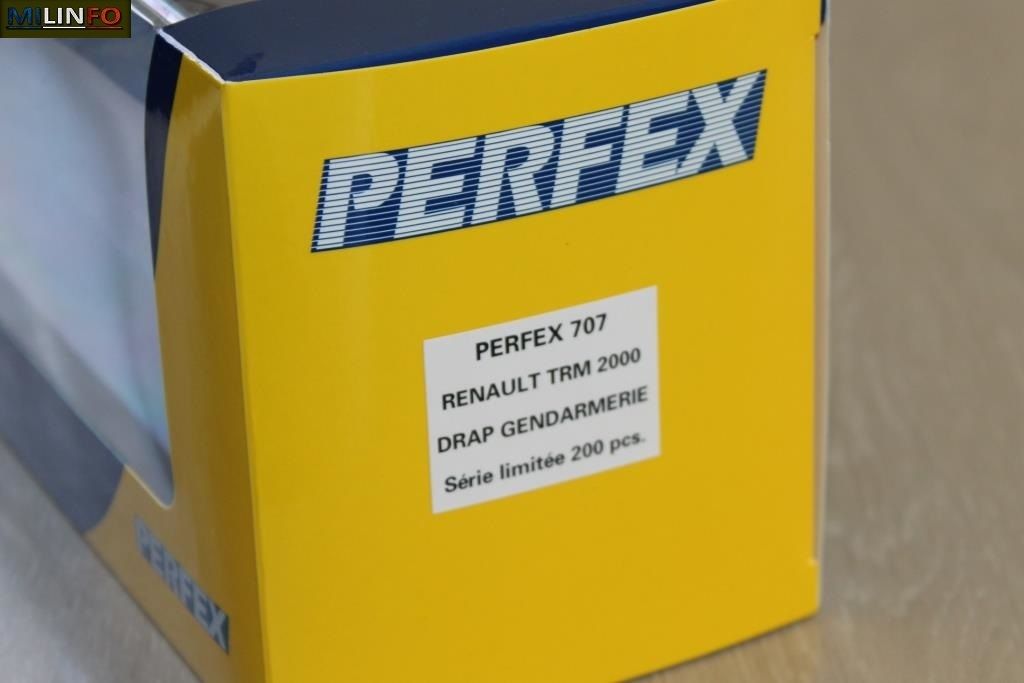 MILINFO
PERFEX
PERFEX 707
RENAULT TRM 2000
DRAP GENDARMERIE
Série limitée 200 pcs.
PERFEX